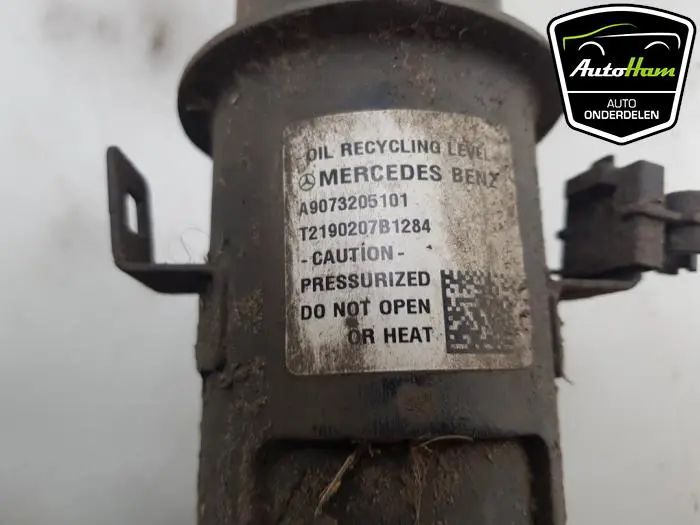 AutoHam
AUTO
ONDERDELEN
OIL RECYCLING LEVEL
MERCEDES BENZ
A9073205101
T2190207B1284
- CAUTION -
PRESSURIZED
DO NOT OPEN
OR HEAT